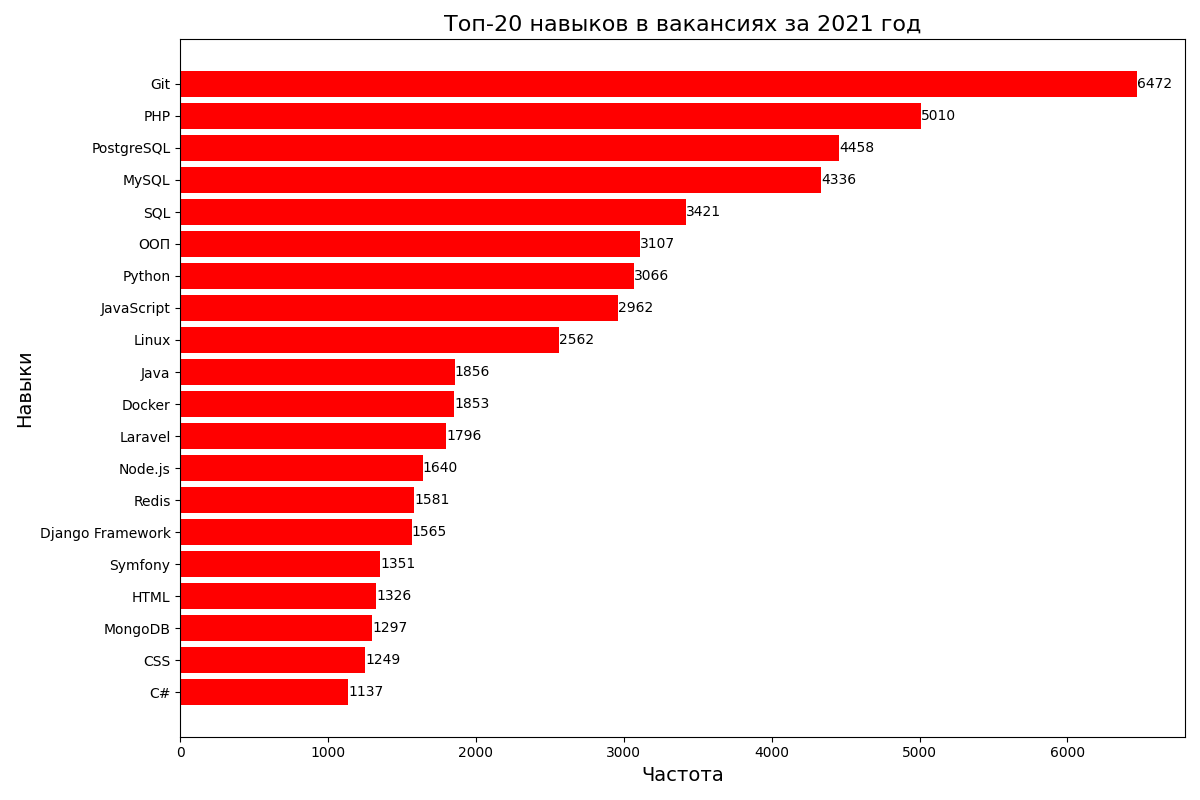 Топ-20 навыков в вакансиях за 2021 год
Навыки
Git 6472
PHP 5010
PostgreSQL 4458
MySQL 4336
SQL 3421
ООП 3107
Python 3066
JavaScript 2962
Linux 2562
Java 1856
Docker 1853
Laravel 1796
Node.js 1640
Redis 1581
Django Framework 1565
Symfony 1351
HTML 1326
MongoDB 1297
CSS 1249
C# 1137
0 1000 2000 3000 4000 5000 6000
Частота